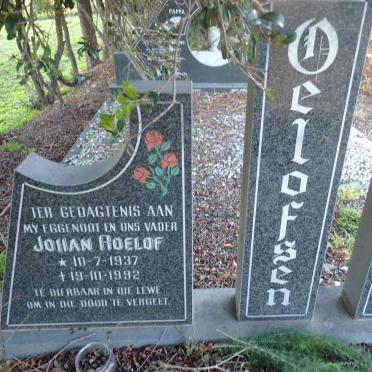 PAPA
TER GEDAGTENIS AAN
MY EGGENOOT EN ONS VADER
JOHAN ROELOF
* 10-7-1937
† 19-10-1992
TE DIERBAAR IN DIE LEWE
OM IN DIE DOOD TE VERGEET
Oelofsen